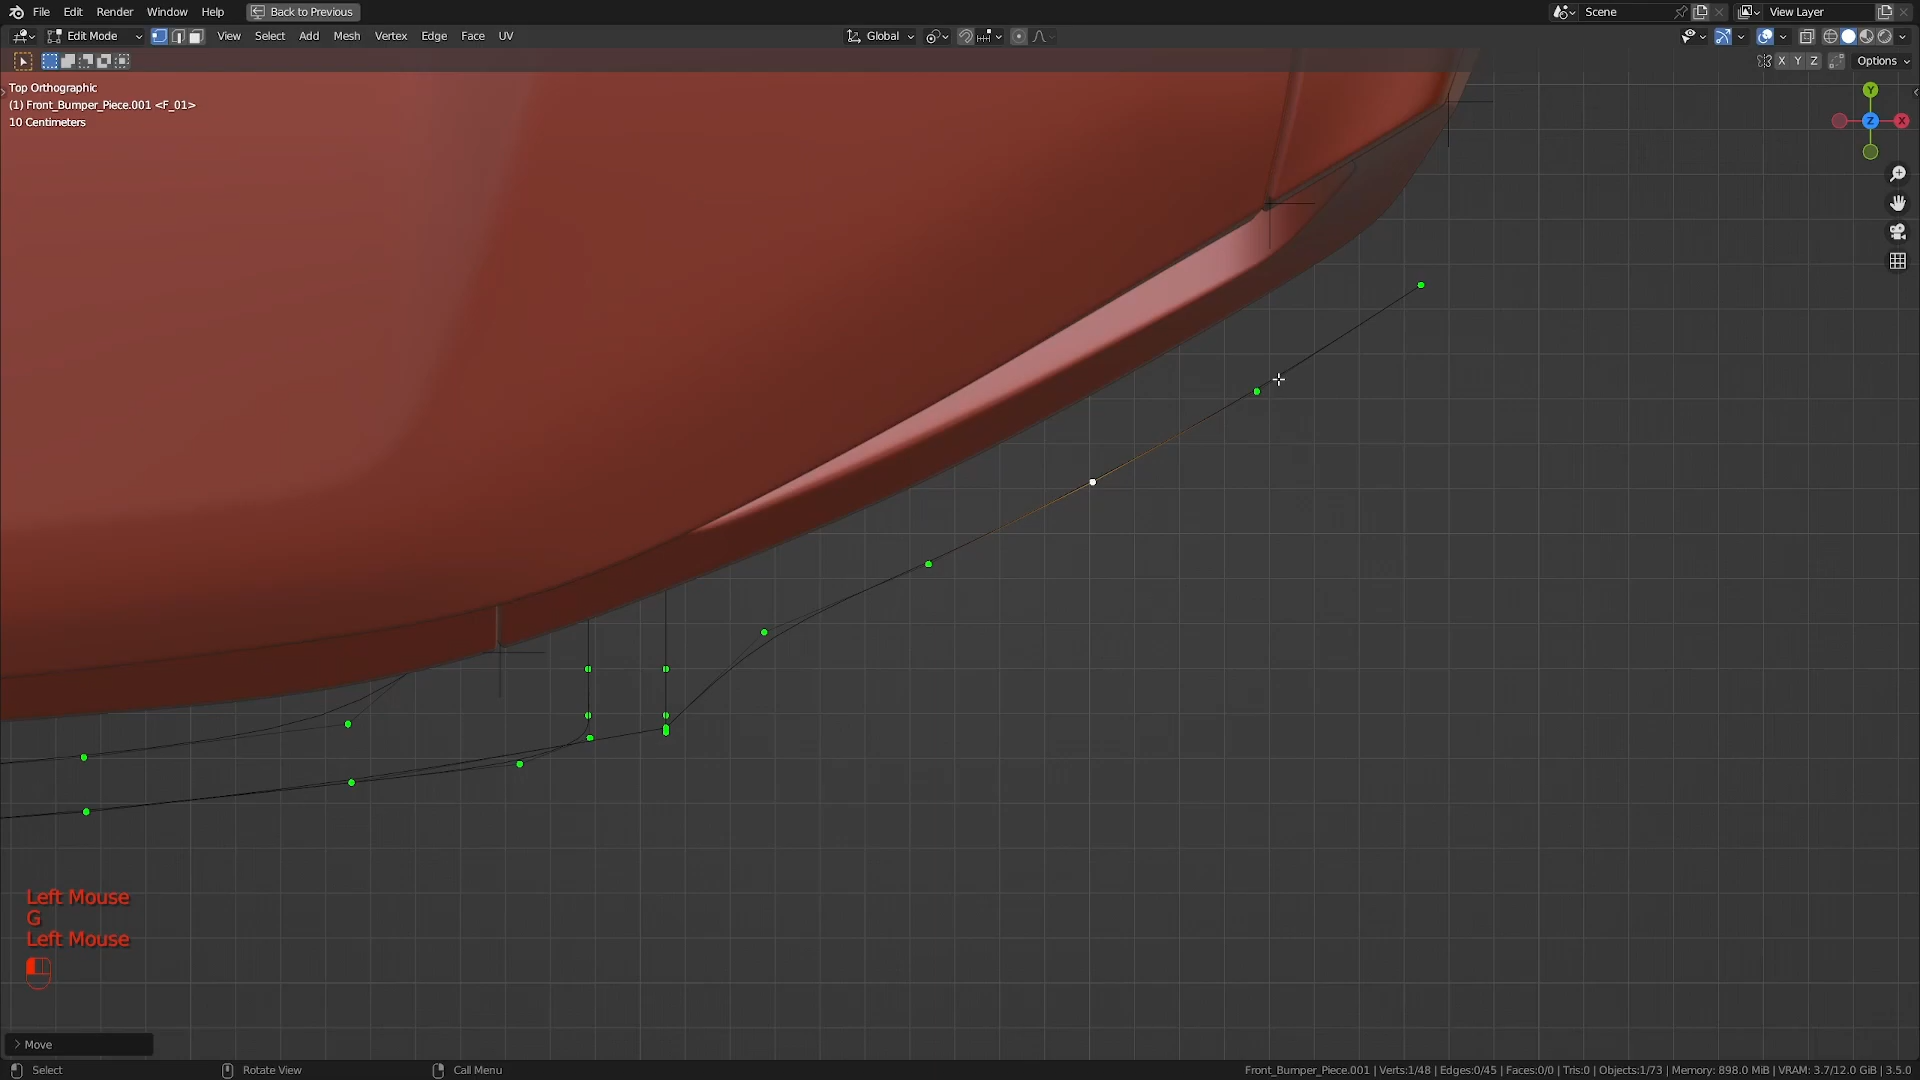 File Edit Render Window Help Back to Previous Scene View Layer
Edit Mode View Select Add Mesh Vertex Edge Face UV Global
X Y Z Options
Top Orthographic
(1) Front_Bumper_Piece.001 <F_01>
10 Centimeters
Y
Z
X
Left Mouse
G
Left Mouse
Move
Select Rotate View Call Menu Front_Bumper_Piece.001 | Verts:1/48 | Edges:0/45 | Faces:0/0 | Tris:0 | Objects:1/73 | Memory: 898.0 MiB | VRAM: 3.7/12.0 GiB | 3.5.0